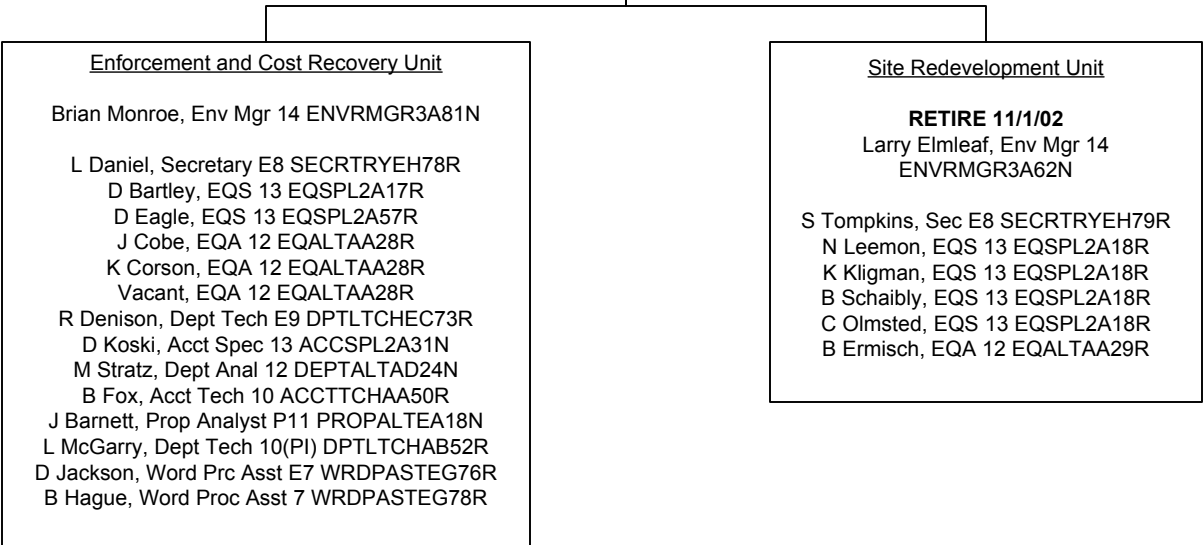 Enforcement and Cost Recovery Unit
Brian Monroe, Env Mgr 14 ENVRMGR3A81N
L Daniel, Secretary E8 SECRTRYEH78R
D Bartley, EQS 13 EQSPL2A17R
D Eagle, EQS 13 EQSPL2A57R
J Cobe, EQA 12 EQALTAA28R
K Corson, EQA 12 EQALTAA28R
Vacant, EQA 12 EQALTAA28R
R Denison, Dept Tech E9 DPTLTCHEC73R
D Koski, Acct Spec 13 ACCSPL2A31N
M Stratz, Dept Anal 12 DEPTALTAD24N
B Fox, Acct Tech 10 ACCTTCHAA50R
J Barnett, Prop Analyst P11 PROPALTEA18N
L McGarry, Dept Tech 10(PI) DPTLTCHAB52R
D Jackson, Word Prc Asst E7 WRDPASTEG76R
B Hague, Word Proc Asst 7 WRDPASTEG78R
Site Redevelopment Unit
RETIRE 11/1/02
Larry Elmleaf, Env Mgr 14
ENVRMGR3A62N
S Tompkins, Sec E8 SECRTRYEH79R
N Leemon, EQS 13 EQSPL2A18R
K Kligman, EQS 13 EQSPL2A18R
B Schaibly, EQS 13 EQSPL2A18R
C Olmsted, EQS 13 EQSPL2A18R
B Ermisch, EQA 12 EQALTAA29R